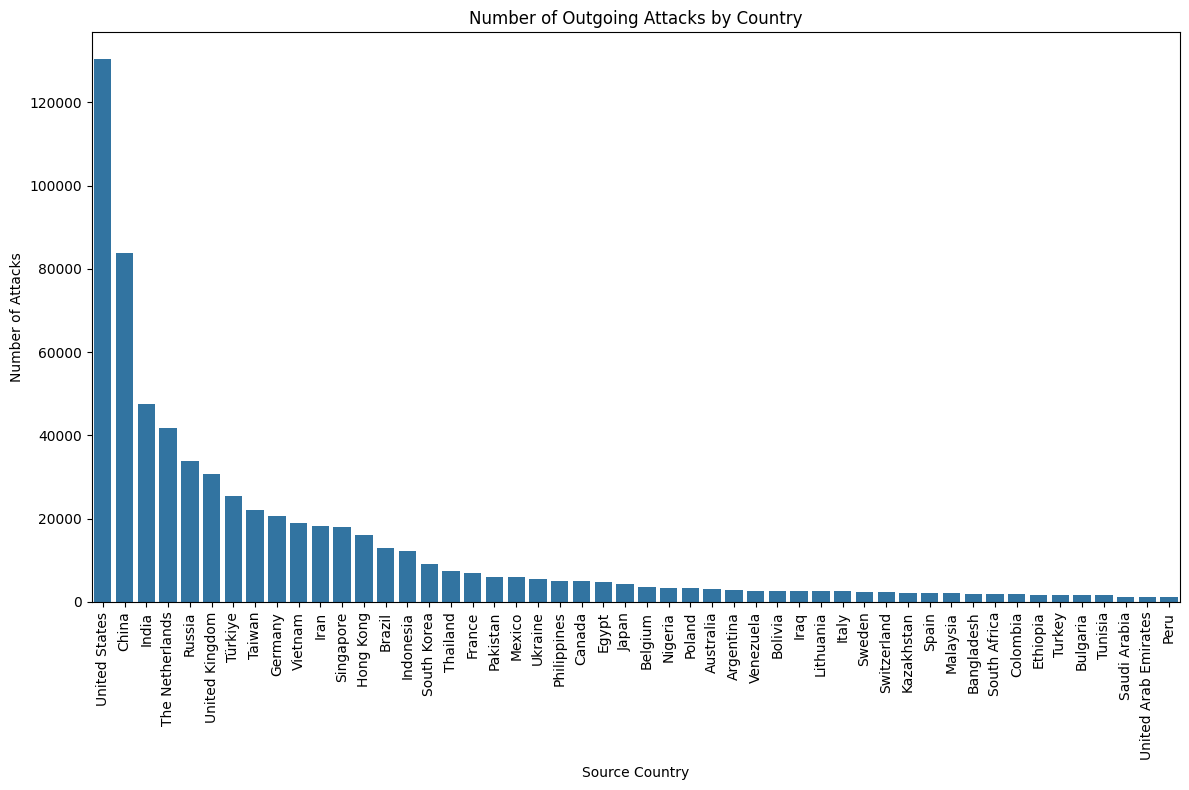 Number of Outgoing Attacks by Country
Number of Attacks
120000
100000
80000
60000
40000
20000
0
United States
China
India
The Netherlands
Russia
United Kingdom
Türkiye
Taiwan
Germany
Vietnam
Iran
Singapore
Hong Kong
Brazil
Indonesia
South Korea
Thailand
France
Pakistan
Mexico
Ukraine
Philippines
Canada
Egypt
Japan
Belgium
Nigeria
Poland
Australia
Argentina
Venezuela
Bolivia
Iraq
Lithuania
Italy
Sweden
Switzerland
Kazakhstan
Spain
Malaysia
Bangladesh
South Africa
Colombia
Ethiopia
Turkey
Bulgaria
Tunisia
Saudi Arabia
United Arab Emirates
Peru
Source Country